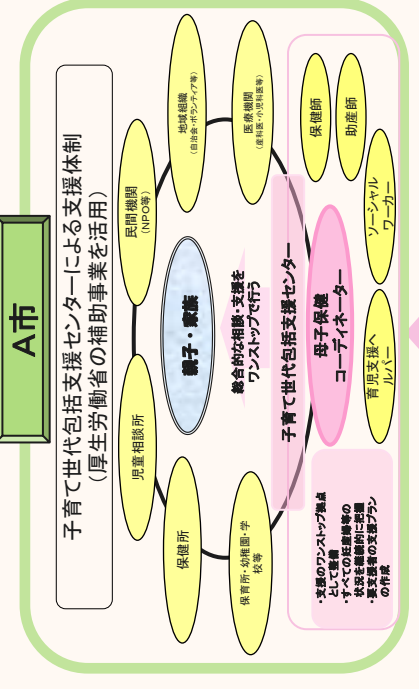 A市
子育て世代包括支援センターによる支援体制
（厚生労働省の補助事業を活用）
児童相談所
民間機関
（NPO等）
保健所
地域組織
（自治会・ボランティア等）
親子・家族
保育所・幼稚園・学
校等
医療機関
（産科医・小児科医等）
総合的な相談・支援を
ワンストップで行う
子育て世代包括支援センター
・支援のワンストップ拠点
として整備
・すべての妊産婦等の
状況を継続的に把握
・要支援者の支援プラン
の作成
母子保健
コーディネーター
保健師
助産師
育児支援ヘ
ルパー
ソーシャル
ワーカー